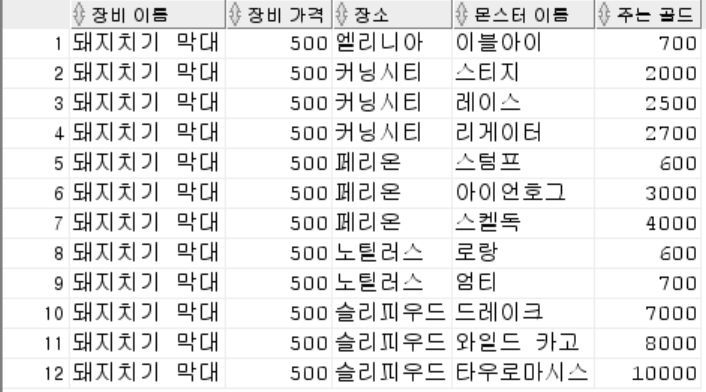 장비 이름 장비 가격 장소 몬스터 이름 주는 골드
1 돼지치기 막대 500 엘리니아 이블아이 700
2 돼지치기 막대 500 커닝시티 스티지 2000
3 돼지치기 막대 500 커닝시티 레이스 2500
4 돼지치기 막대 500 커닝시티 리게이터 2700
5 돼지치기 막대 500 페리온 스텀프 600
6 돼지치기 막대 500 페리온 아이언호그 3000
7 돼지치기 막대 500 페리온 스켈독 4000
8 돼지치기 막대 500 노틸러스 로랑 600
9 돼지치기 막대 500 노틸러스 엄티 700
10 돼지치기 막대 500 슬리피우드 드레이크 7000
11 돼지치기 막대 500 슬리피우드 와일드 카고 8000
12 돼지치기 막대 500 슬리피우드 타우로마시스 10000